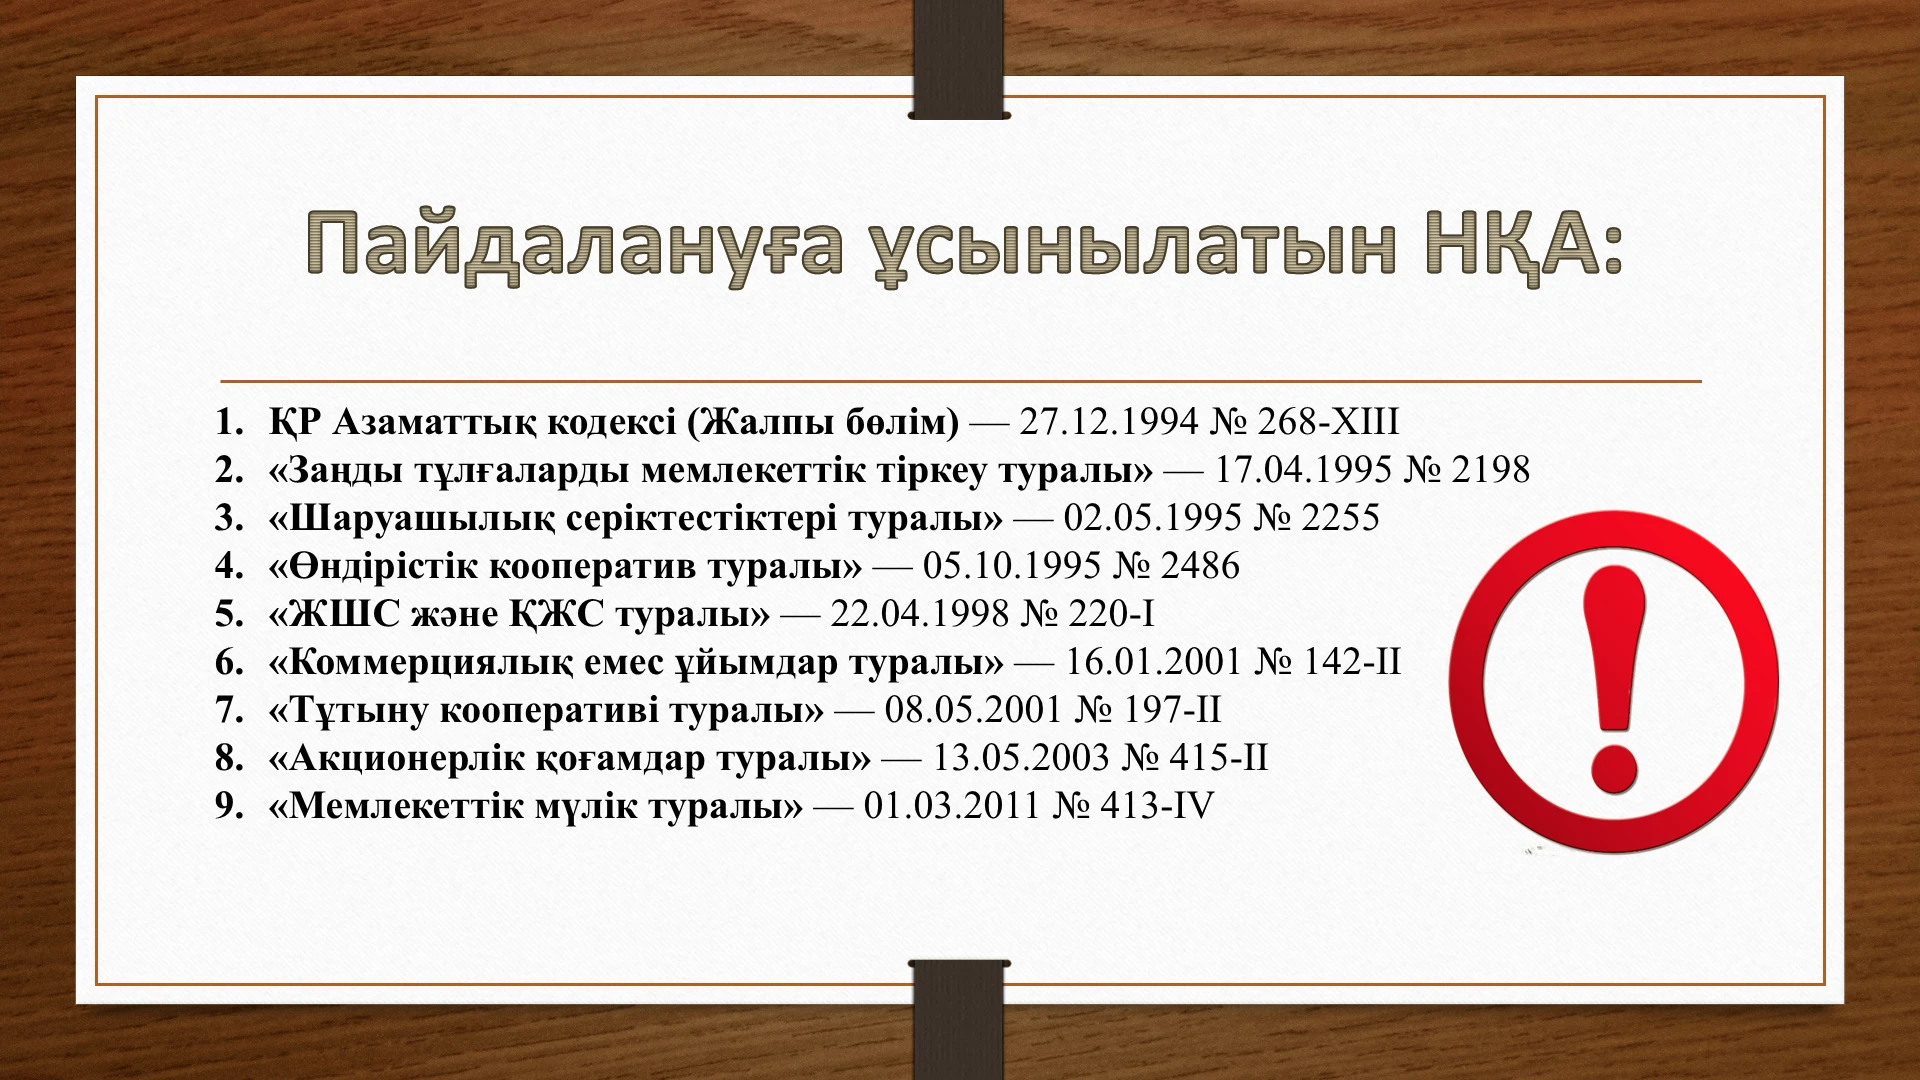 Пайдалануға ұсынылатын НҚА:
1. ҚР Азаматтық кодексі (Жалпы бөлім) — 27.12.1994 № 268-XIII
2. «Заңды тұлғаларды мемлекеттік тіркеу туралы» — 17.04.1995 № 2198
3. «Шаруашылық серіктестіктері туралы» — 02.05.1995 № 2255
4. «Өндірістік кооператив туралы» — 05.10.1995 № 2486
5. «ЖШС және ҚЖС туралы» — 22.04.1998 № 220-I
6. «Коммерциялық емес ұйымдар туралы» — 16.01.2001 № 142-II
7. «Тұтыну кооперативі туралы» — 08.05.2001 № 197-II
8. «Акционерлік қоғамдар туралы» — 13.05.2003 № 415-II
9. «Мемлекеттік мүлік туралы» — 01.03.2011 № 413-IV